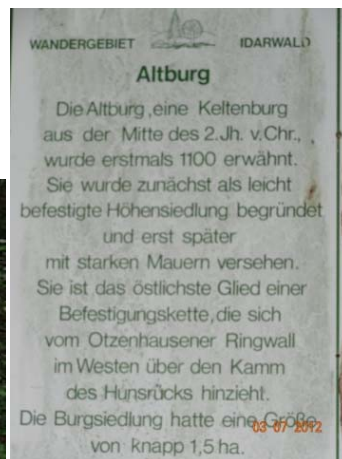 WANDERGEBIET IDARWALD
Altburg
Die Altburg, eine Keltenburg
aus der Mitte des 2. Jh. v. Chr.,
wurde erstmals 1100 erwähnt.
Sie wurde zunächst als leicht
befestigte Höhensiedlung begründet
und erst später
mit starken Mauern versehen.
Sie ist das östlichste Glied einer
Befestigungskette, die sich
vom Otzenhausener Ringwall
im Westen über den Kamm
des Hunsrücks hinzieht.
Die Burgsiedlung hatte eine Größe
03 07 2012
von knapp 1,5 ha.